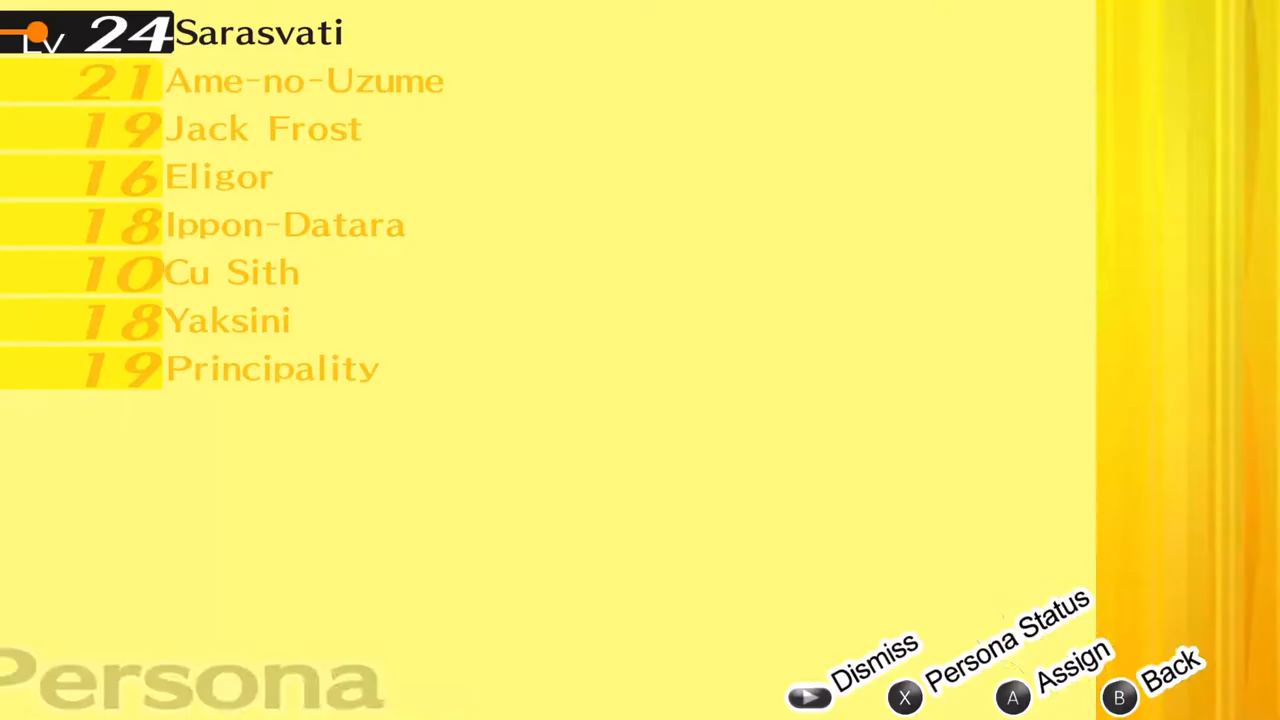 Lv 24 Sarasvati
21 Ame-no-Uzume
19 Jack Frost
16 Eligor
18 Ippon-Datara
10 Cu Sith
18 Yaksini
19 Principality
Persona
Dismiss
X Persona Status
A Assign
B Back